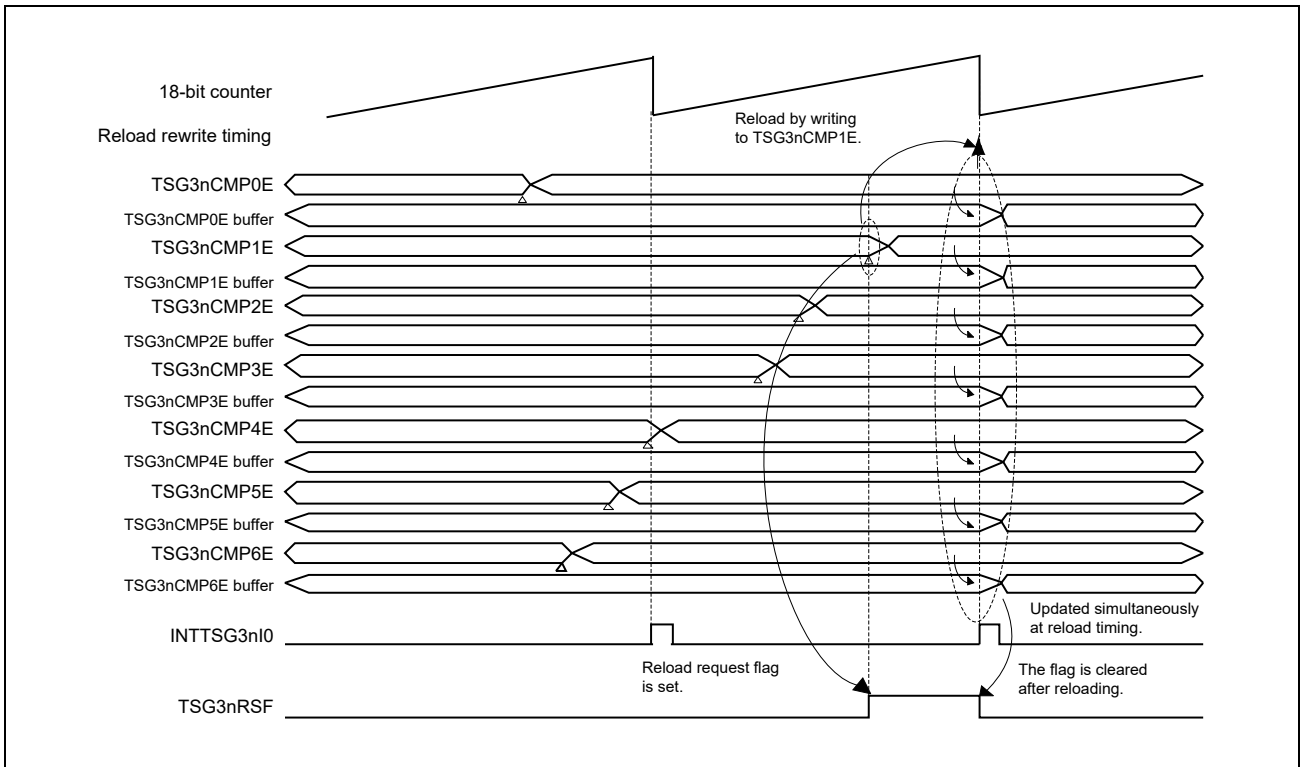 18-bit counter
Reload rewrite timing
Reload by writing
to TSG3nCMP1E.
TSG3nCMP0E
TSG3nCMP0E buffer
TSG3nCMP1E
TSG3nCMP1E buffer
TSG3nCMP2E
TSG3nCMP2E buffer
TSG3nCMP3E
TSG3nCMP3E buffer
TSG3nCMP4E
TSG3nCMP4E buffer
TSG3nCMP5E
TSG3nCMP5E buffer
TSG3nCMP6E
TSG3nCMP6E buffer
Updated simultaneously
at reload timing.
INTTSG3nI0
Reload request flag
is set.
The flag is cleared
after reloading.
TSG3nRSF